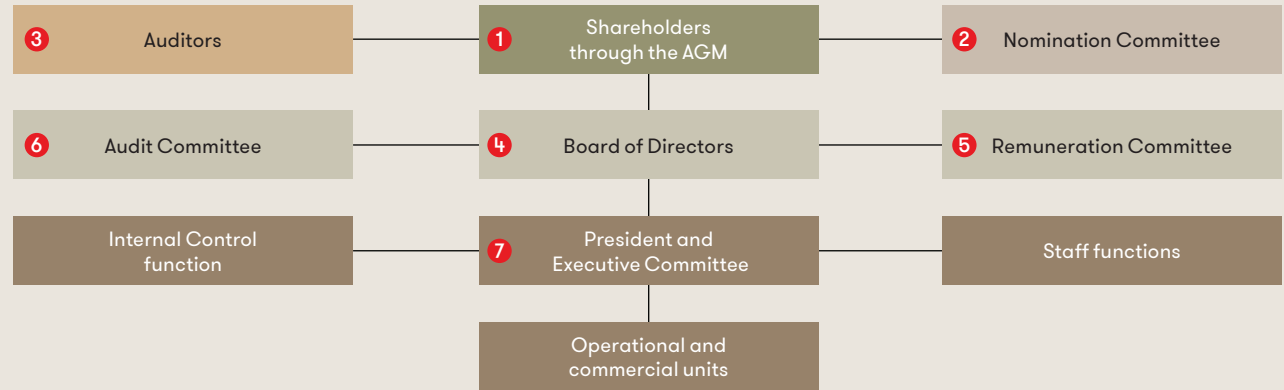 3 Auditors
1 Shareholders
through the AGM
2 Nomination Committee
6 Audit Committee
4 Board of Directors
5 Remuneration Committee
Internal Control
function
7 President and
Executive Committee
Staff functions
Operational and
commercial units